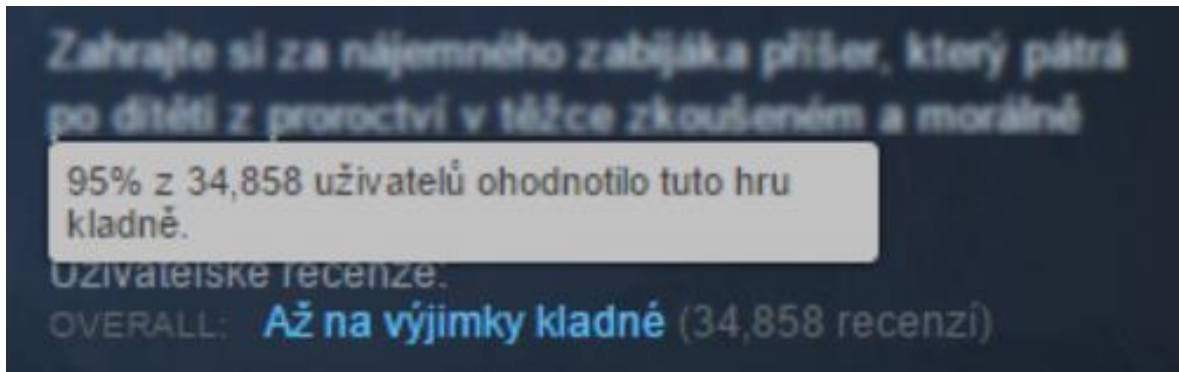 Zahrajte si za nájemného zabijáka příšer, který pátrá
po dítěti z proroctví v těžce zkoušeném a morálně
95% z 34,858 uživatelů ohodnotilo tuto hru
kladně.
Uživatelské recenze:
OVERALL: Až na výjimky kladné (34,858 recenzí)